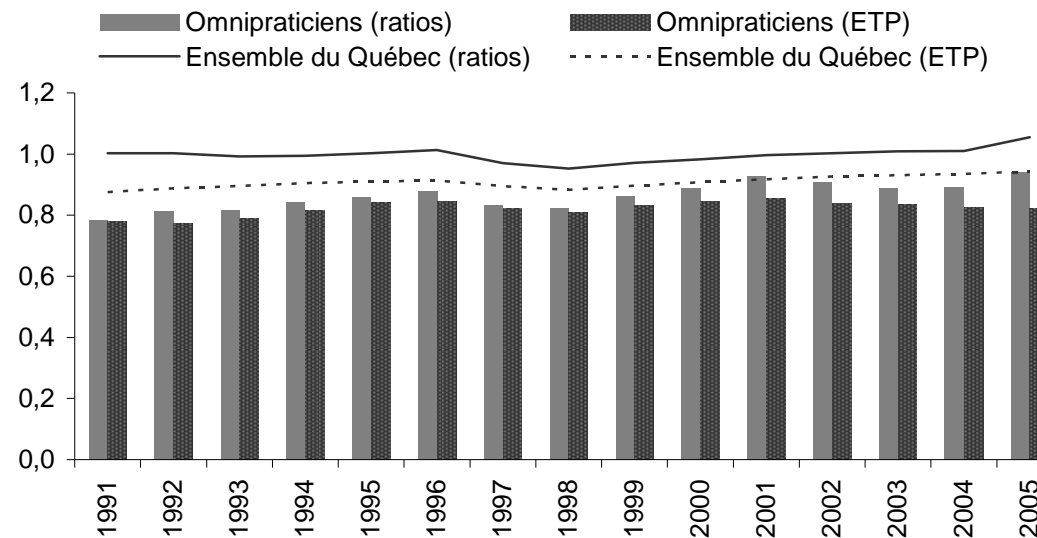 Omnipraticiens (ratios) Omnipraticiens (ETP)
Ensemble du Québec (ratios) Ensemble du Québec (ETP)
1,2
1,0
0,8
0,6
0,4
0,2
0,0
1991 1992 1993 1994 1995 1996 1997 1998 1999 2000 2001 2002 2003 2004 2005